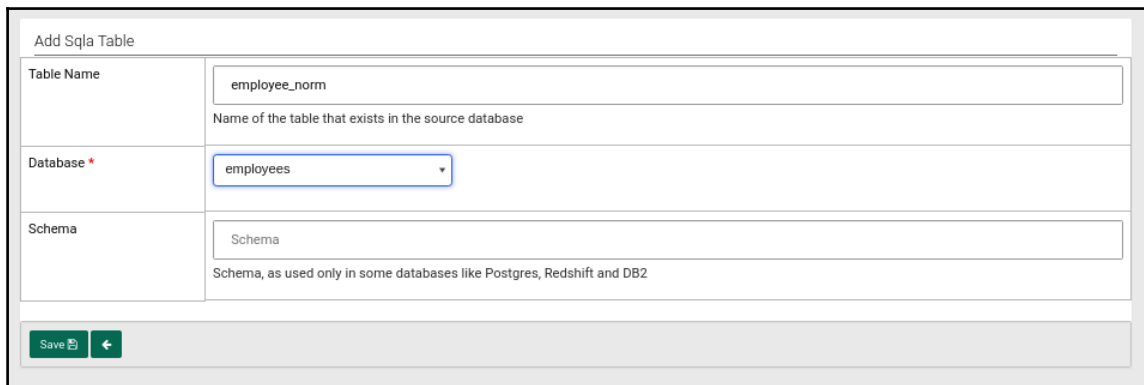 Add Sqla Table
Table Name
employee_norm
Name of the table that exists in the source database
Database *
employees
Schema
Schema
Schema, as used only in some databases like Postgres, Redshift and DB2
Save